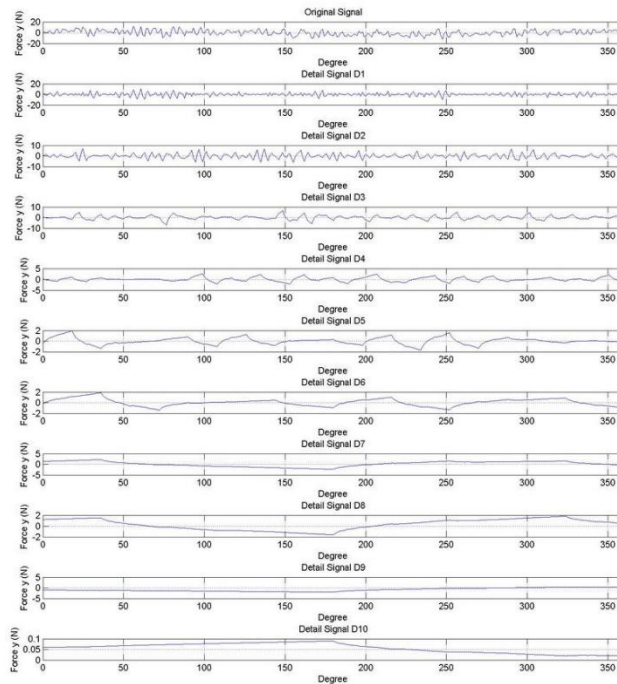 Original Signal
Force y (N)
20
0
-20
0 50 100 150 200 250 300 350
Degree
Detail Signal D1
Force y (N)
20
0
-20
0 50 100 150 200 250 300 350
Degree
Detail Signal D2
Force y (N)
10
0
-10
0 50 100 150 200 250 300 350
Degree
Detail Signal D3
Force y (N)
10
0
-10
0 50 100 150 200 250 300 350
Degree
Detail Signal D4
Force y (N)
5
0
-5
0 50 100 150 200 250 300 350
Degree
Detail Signal D5
Force y (N)
2
0
-2
0 50 100 150 200 250 300 350
Degree
Detail Signal D6
Force y (N)
2
0
-2
0 50 100 150 200 250 300 350
Degree
Detail Signal D7
Force y (N)
5
0
-5
0 50 100 150 200 250 300 350
Degree
Detail Signal D8
Force y (N)
2
0
-2
0 50 100 150 200 250 300 350
Degree
Detail Signal D9
Force y (N)
5
0
-5
0 50 100 150 200 250 300 350
Degree
Detail Signal D10
Force y (N)
0.1
0.05
0
0 50 100 150 200 250 300 350